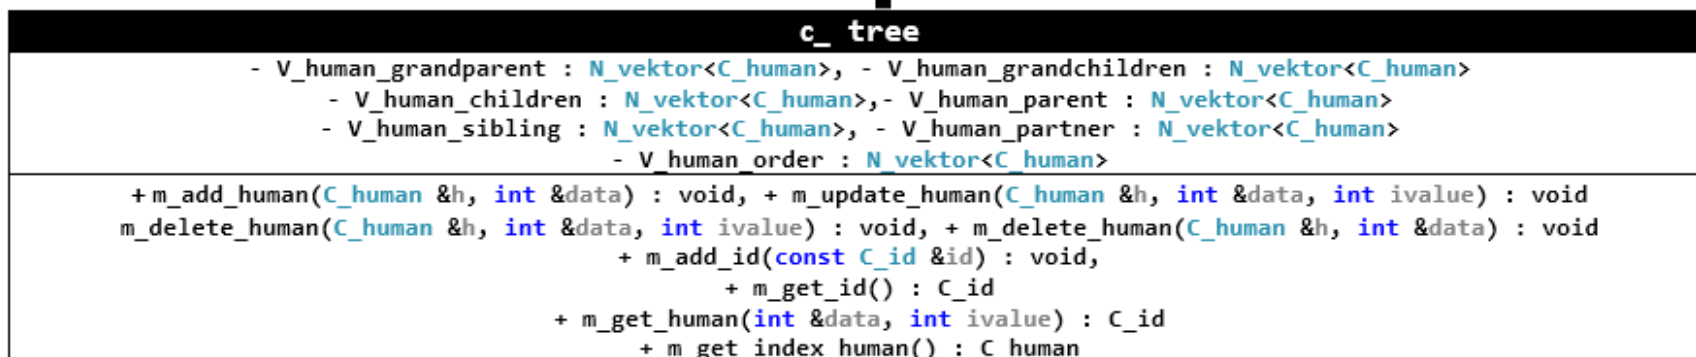 c_ tree
- V_human_grandparent : N_vektor<C_human>, - V_human_grandchildren : N_vektor<C_human>
- V_human_children : N_vektor<C_human>,- V_human_parent : N_vektor<C_human>
- V_human_sibling : N_vektor<C_human>, - V_human_partner : N_vektor<C_human>
- V_human_order : N_vektor<C_human>
+ m_add_human(C_human &h, int &data) : void, + m_update_human(C_human &h, int &data, int ivalue) : void
m_delete_human(C_human &h, int &data, int ivalue) : void, + m_delete_human(C_human &h, int &data) : void
+ m_add_id(const C_id &id) : void,
+ m_get_id() : C_id
+ m_get_human(int &data, int ivalue) : C_id
+ m_get_index_human() : C_human